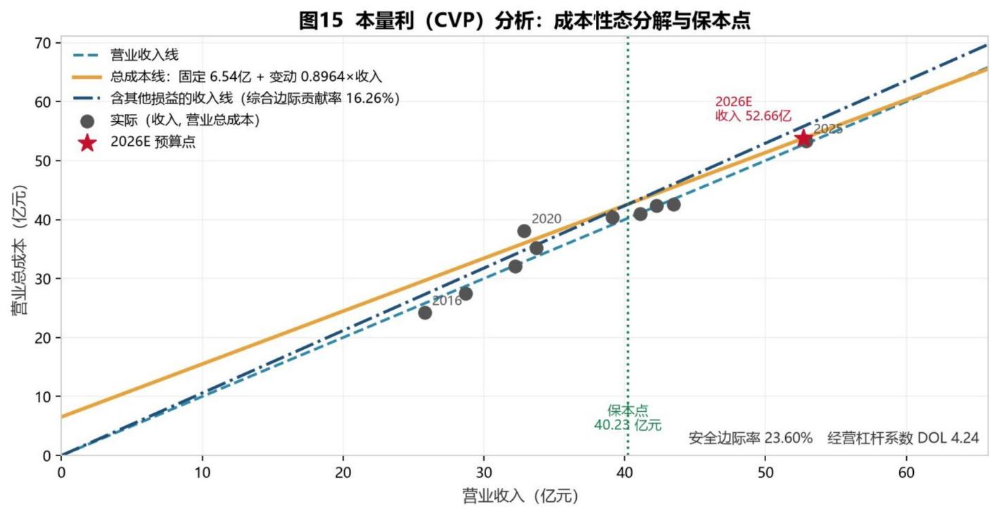 图15 本量利（CVP）分析：成本性态分解与保本点
70
60
50
40
30
20
10
0
营业总成本（亿元）
营业收入线
总成本线：固定 6.54亿 + 变动 0.8964×收入
含其他损益的收入线（综合边际贡献率 16.26%）
实际（收入, 营业总成本）
2026E 预算点
2026E
收入 52.66亿
2025
2020
2016
保本点
40.23 亿元
安全边际率 23.60% 经营杠杆系数 DOL 4.24
0
10
20
30
40
50
60
营业收入（亿元）